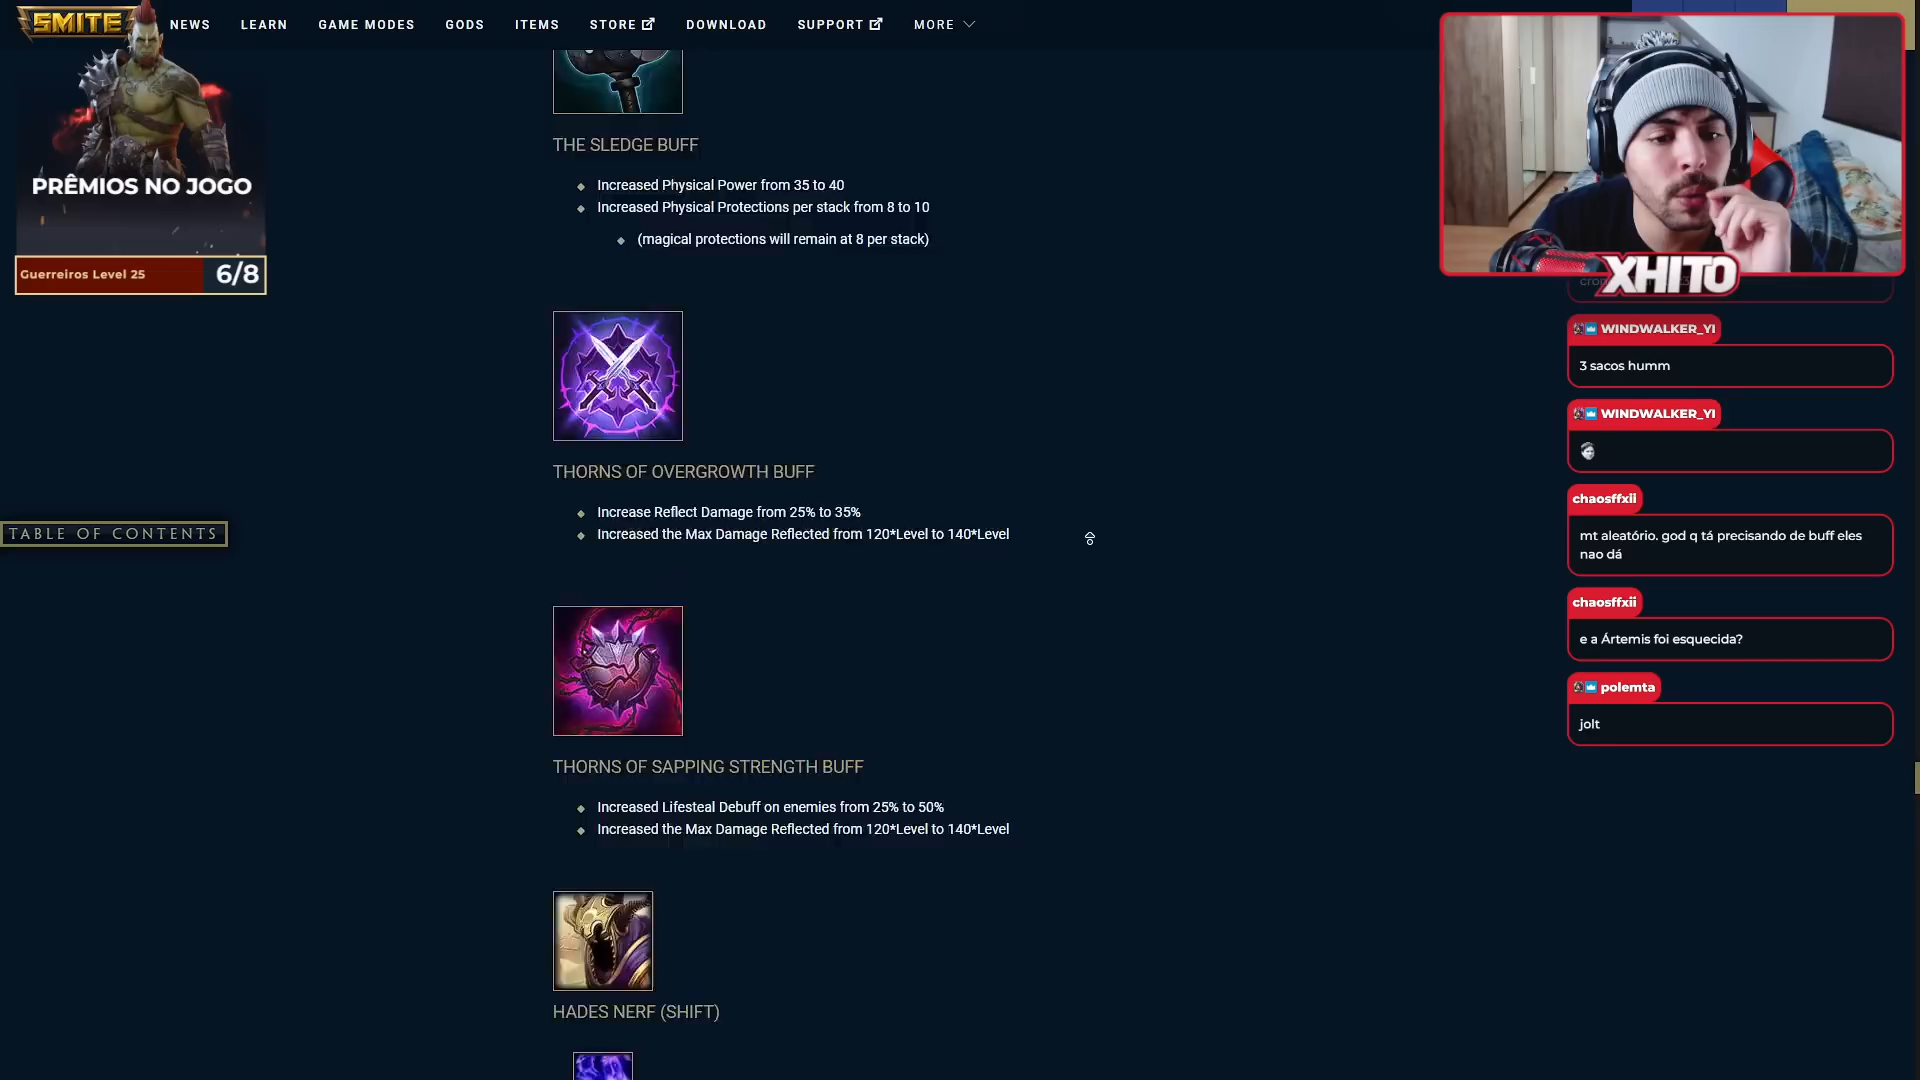 SMITE
NEWS
LEARN
GAME MODES
GODS
ITEMS
STORE
DOWNLOAD
SUPPORT
MORE
PRÊMIOS NO JOGO
Guerreiros Level 25
6/8
THE SLEDGE BUFF
Increased Physical Power from 35 to 40
Increased Physical Protections per stack from 8 to 10
(magical protections will remain at 8 per stack)
THORNS OF OVERGROWTH BUFF
Increase Reflect Damage from 25% to 35%
Increased the Max Damage Reflected from 120*Level to 140*Level
TABLE OF CONTENTS
THORNS OF SAPPING STRENGTH BUFF
Increased Lifesteal Debuff on enemies from 25% to 50%
Increased the Max Damage Reflected from 120*Level to 140*Level
HADES NERF (SHIFT)
XHITO
WINDWALKER_YI
3 sacos humm
WINDWALKER_YI
chaosffxii
mt aleatório. god q tá precisando de buff eles
nao dá
chaosffxii
e a Ártemis foi esquecida?
polemta
jolt